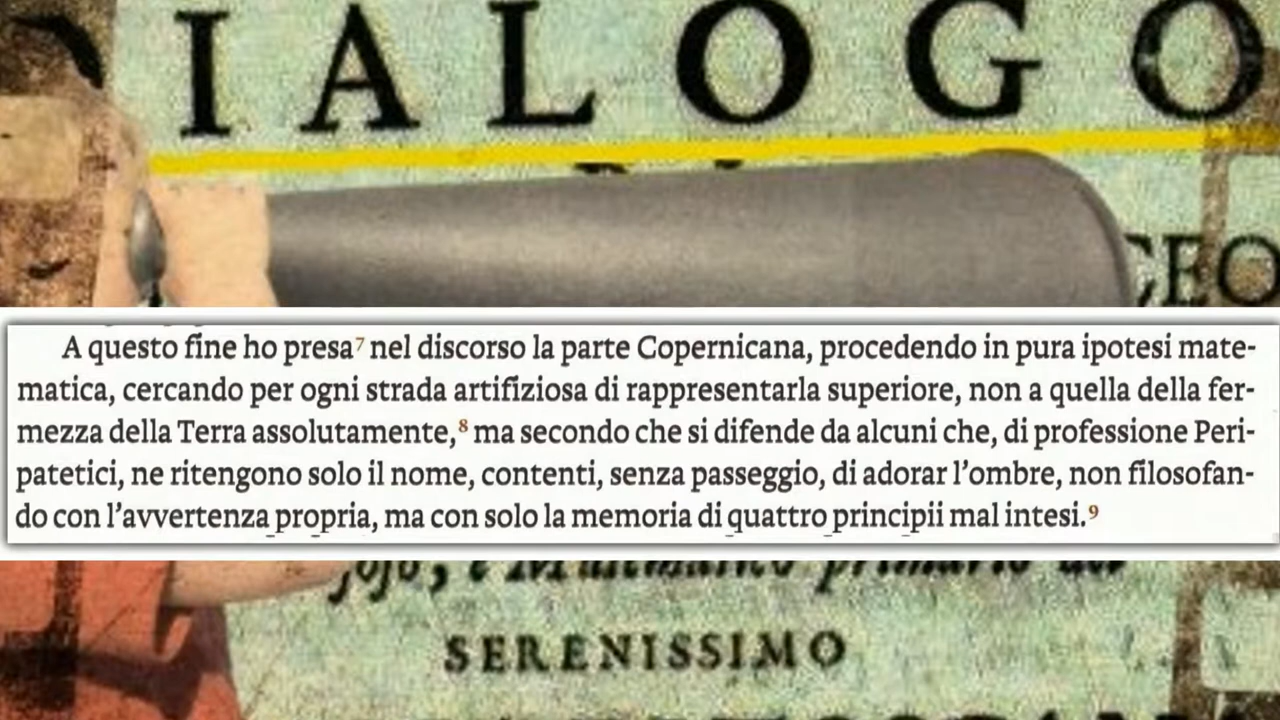 DIALOGO
CEO
A questo fine ho presa⁷ nel discorso la parte Copernicana, procedendo in pura ipotesi mate-
matica, cercando per ogni strada artifiziosa di rappresentarla superiore, non a quella della fer-
mezza della Terra assolutamente,⁸ ma secondo che si difende da alcuni che, di professione Peri-
patetici, ne ritengono solo il nome, contenti, senza passeggio, di adorar l'ombre, non filosofan-
do con l'avvertenza propria, ma con solo la memoria di quattro principii mal intesi.⁹
SERENISSIMO